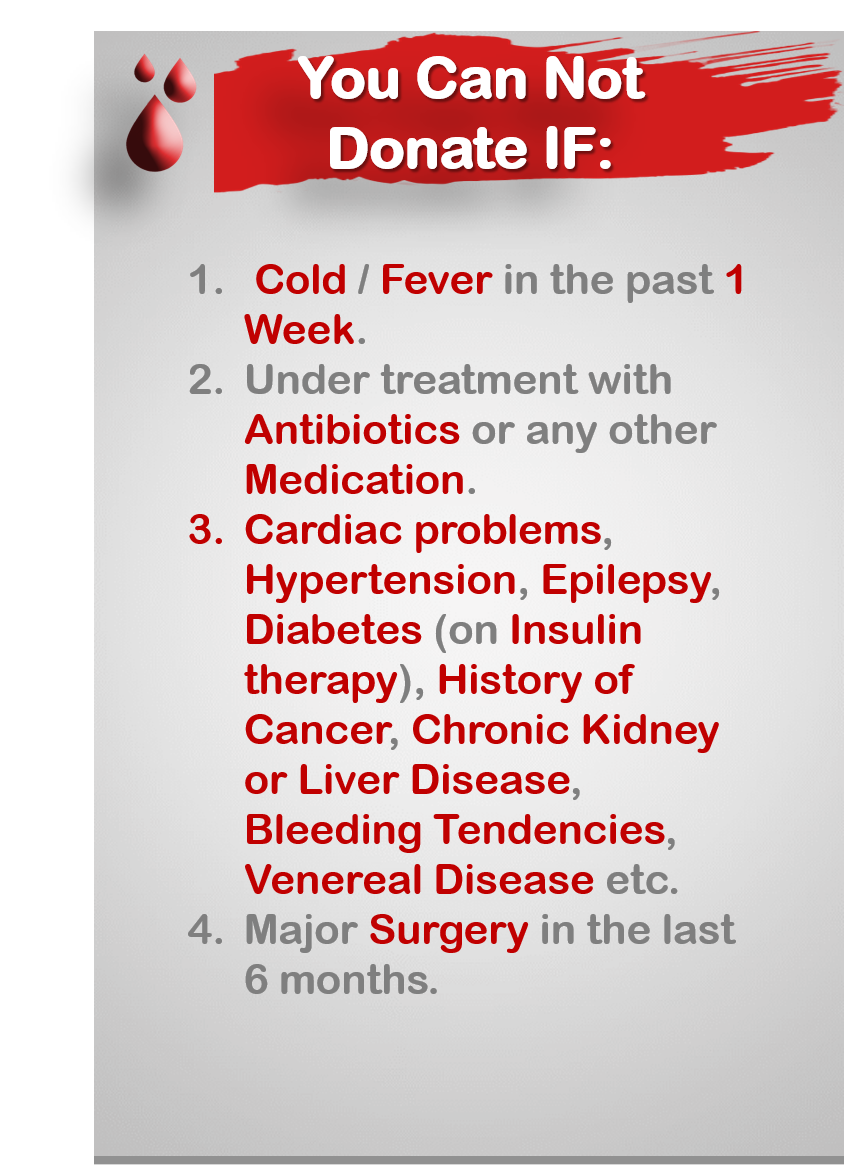 You Can Not
Donate IF:
1. Cold / Fever in the past 1
Week.
2. Under treatment with
Antibiotics or any other
Medication.
3. Cardiac problems,
Hypertension, Epilepsy,
Diabetes (on Insulin
therapy), History of
Cancer, Chronic Kidney
or Liver Disease,
Bleeding Tendencies,
Venereal Disease etc.
4. Major Surgery in the last
6 months.